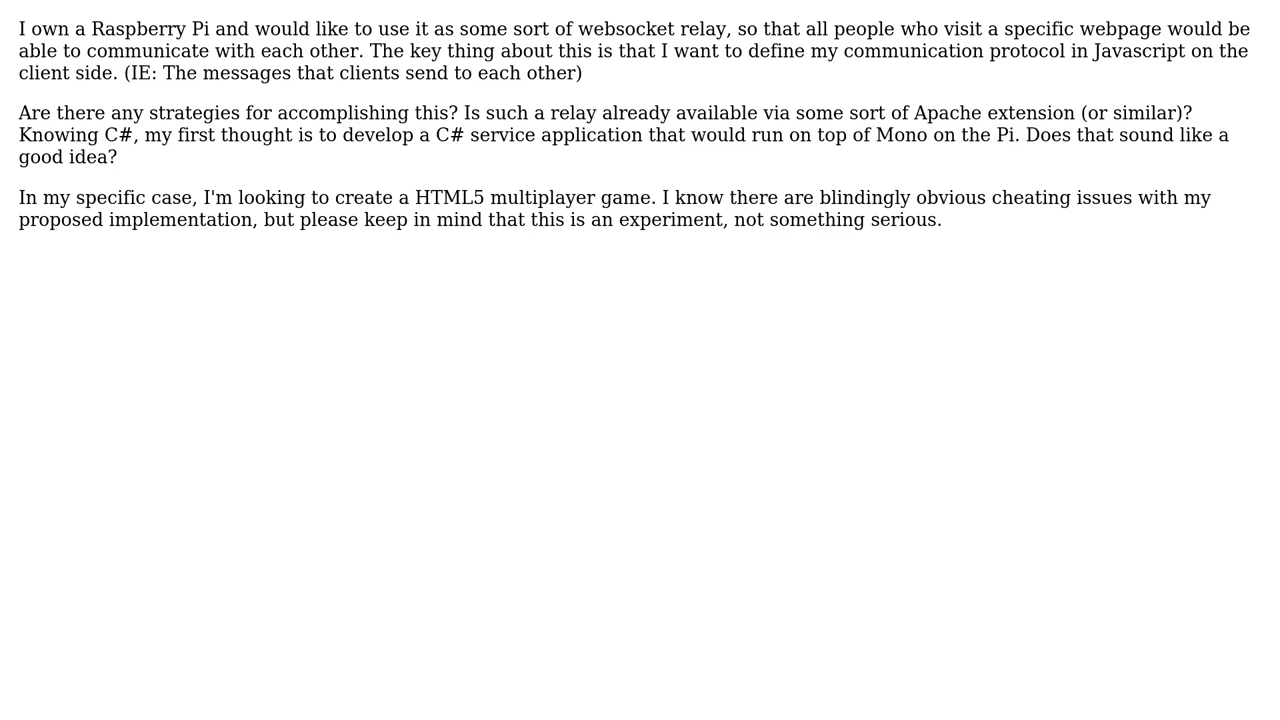 I own a Raspberry Pi and would like to use it as some sort of websocket relay, so that all people who visit a specific webpage would be
able to communicate with each other. The key thing about this is that I want to define my communication protocol in Javascript on the
client side. (IE: The messages that clients send to each other)
Are there any strategies for accomplishing this? Is such a relay already available via some sort of Apache extension (or similar)?
Knowing C#, my first thought is to develop a C# service application that would run on top of Mono on the Pi. Does that sound like a
good idea?
In my specific case, I'm looking to create a HTML5 multiplayer game. I know there are blindingly obvious cheating issues with my
proposed implementation, but please keep in mind that this is an experiment, not something serious.